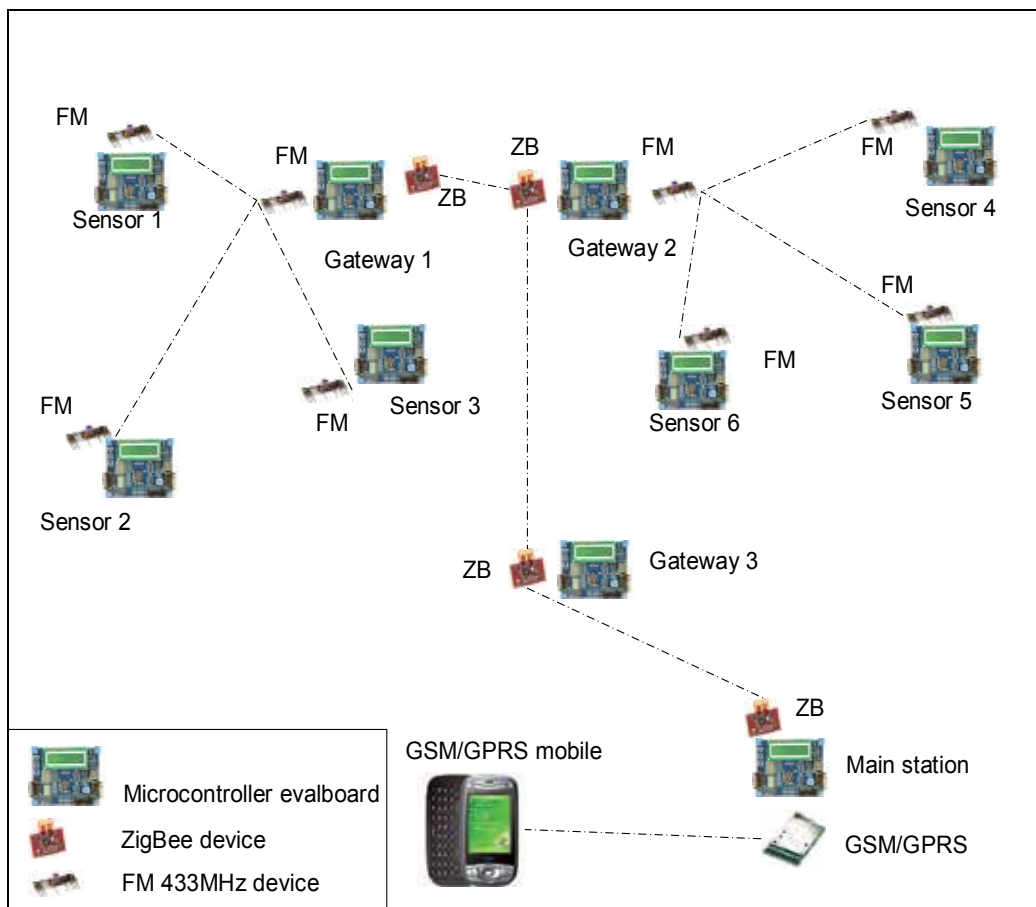 FM
FM
ZB
FM
FM
Sensor 4
ZB
Sensor 1
Gateway 1
Gateway 2
FM
Sensor 3
FM
FM
Sensor 5
FM
Sensor 6
Sensor 2
ZB
Gateway 3
ZB
GSM/GPRS mobile
Main station
GSM/GPRS
Microcontroller evalboard
ZigBee device
FM 433MHz device